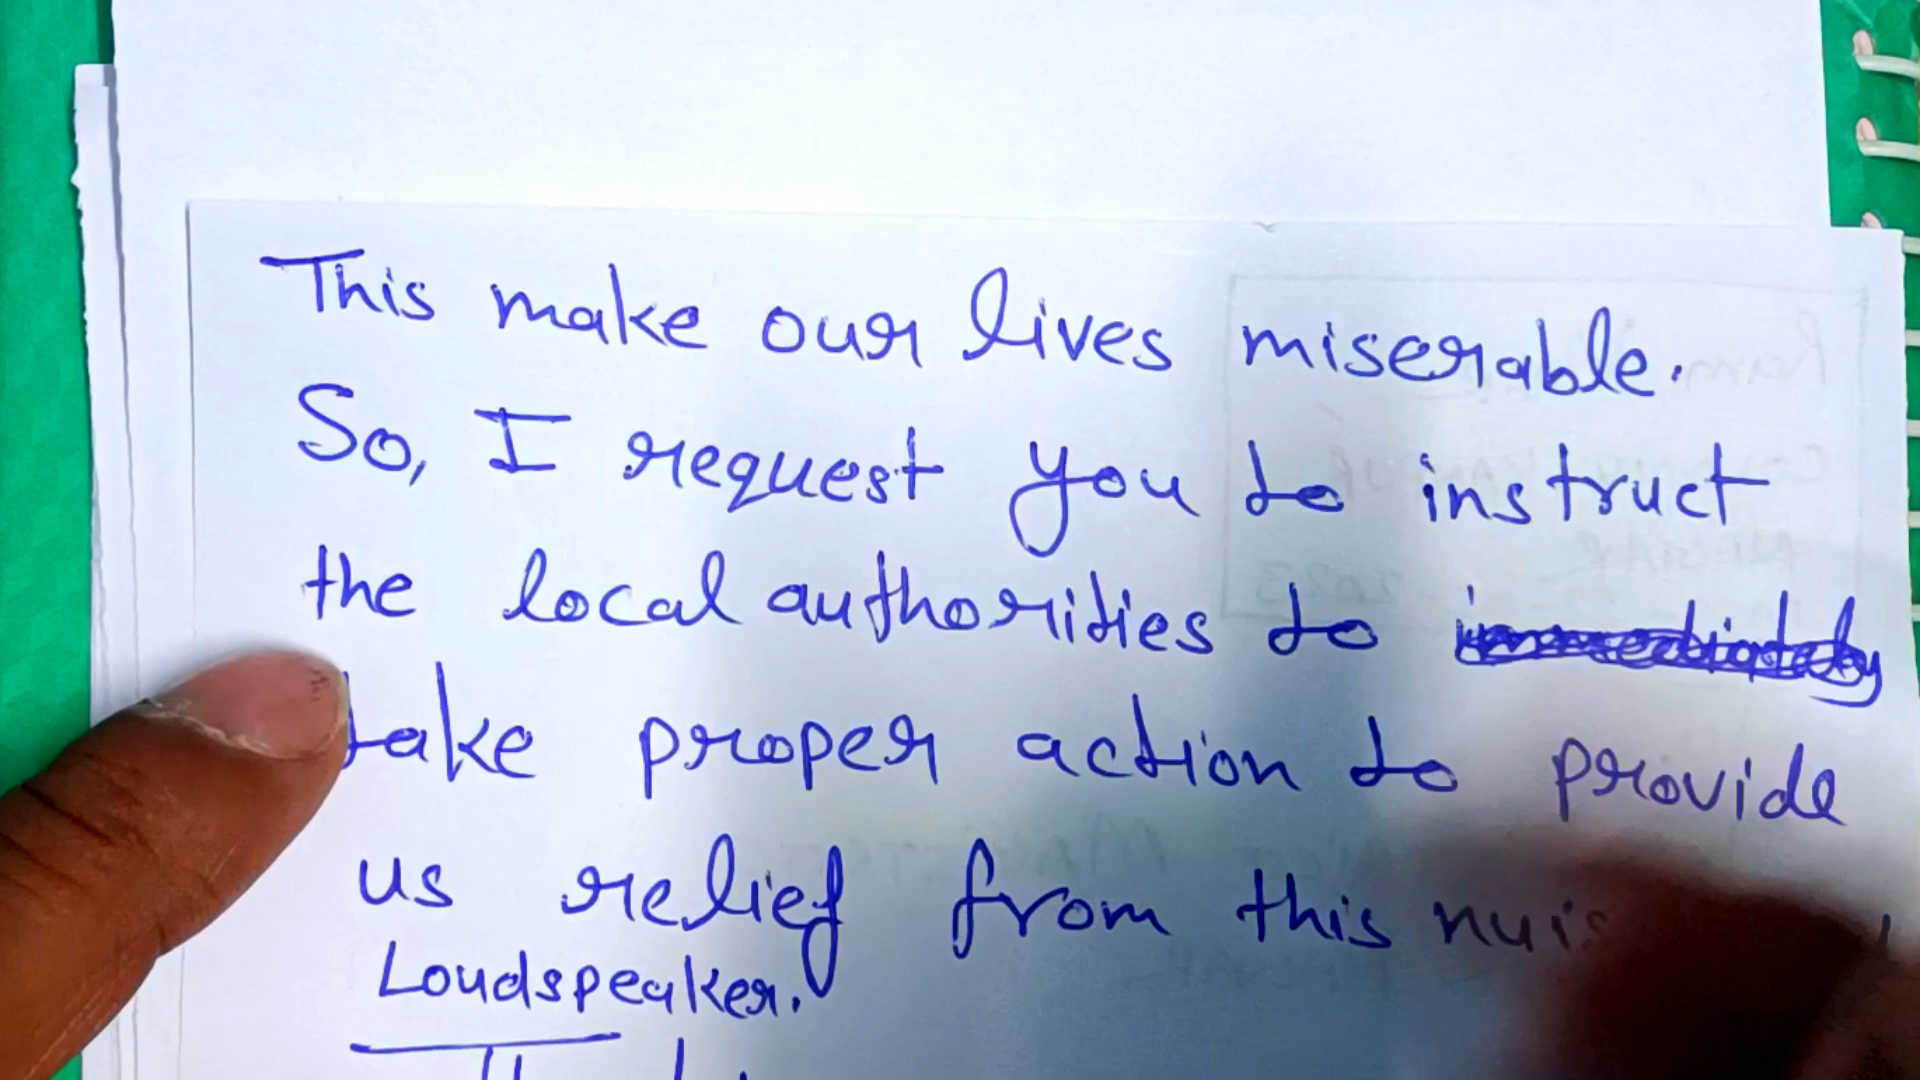 This make our lives miserable.
So, I request you to instruct
the local authorities to immediately
take proper action to provide
us relief from this
Loudspeaker.